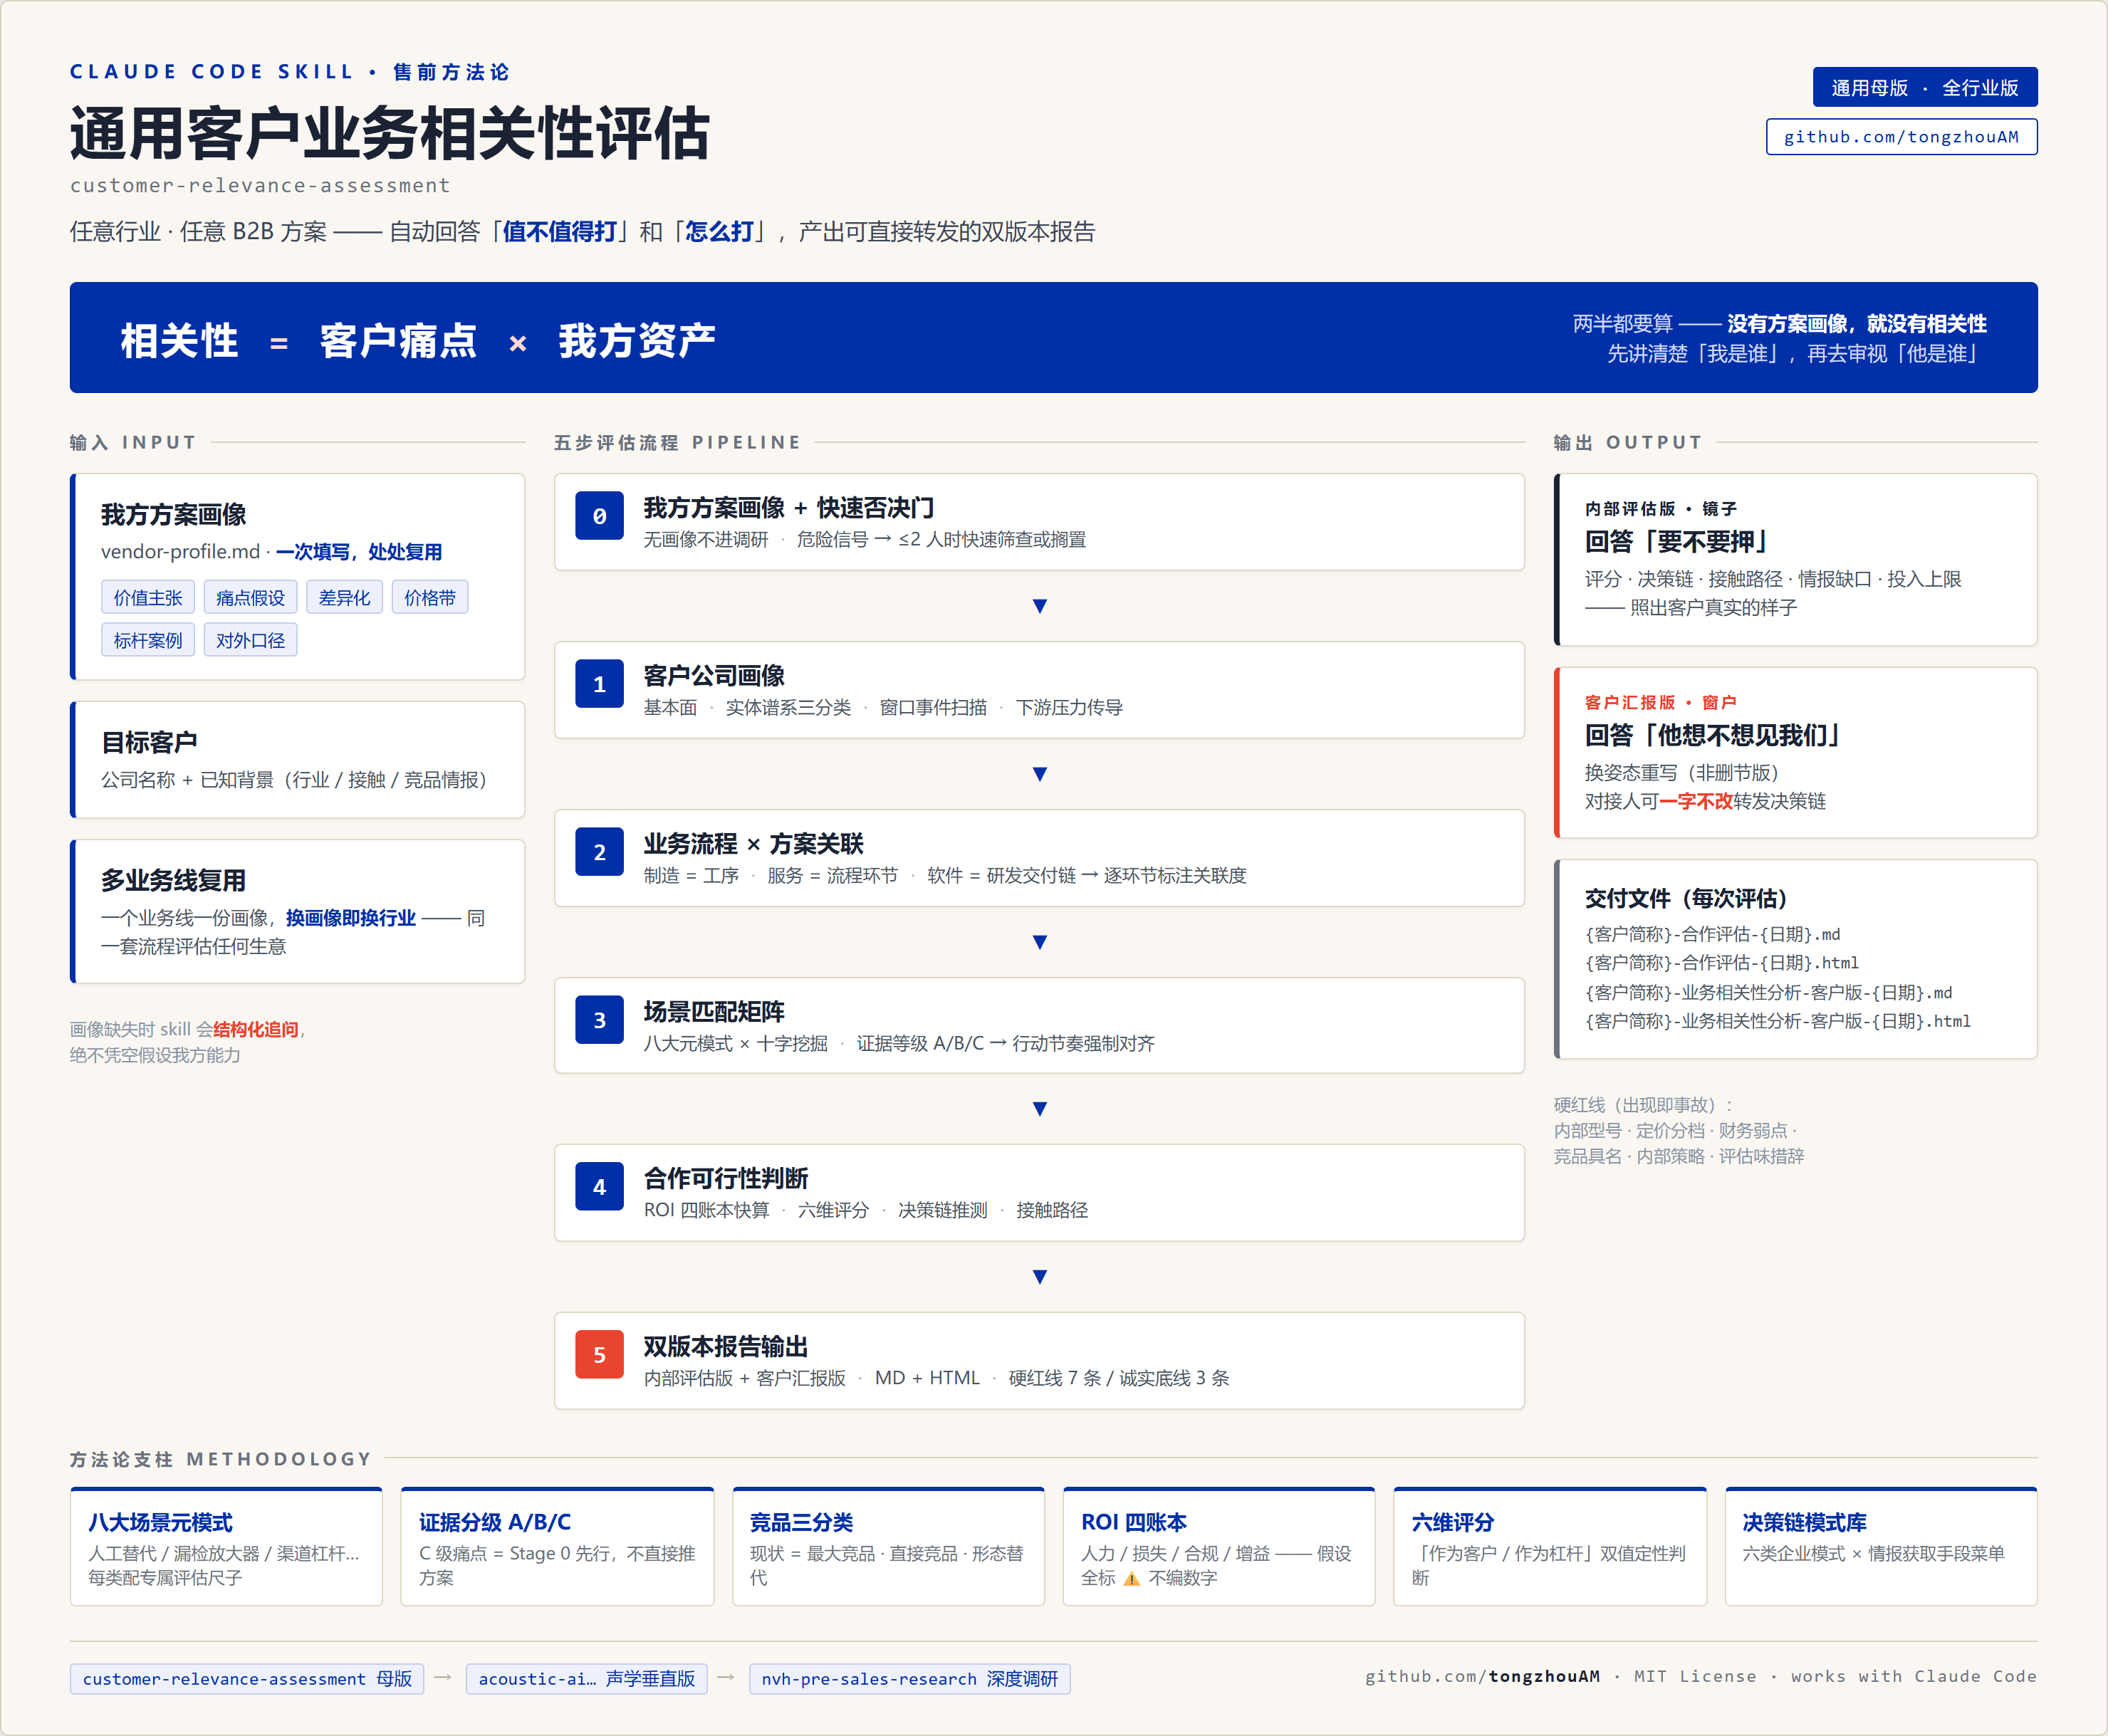 CLAUDE CODE SKILL • 售前方法论
通用客户业务相关性评估
customer-relevance-assessment
任意行业 · 任意 B2B 方案 —— 自动回答「值不值得打」和「怎么打」，产出可直接转发的双版本报告
通用母版 · 全行业版
github.com/tongzhouAM
相关性 = 客户痛点 × 我方资产
两半都要算 —— 没有方案画像，就没有相关性
先讲清楚「我是谁」，再去审视「他是谁」
输入 INPUT
我方方案画像
vendor-profile.md · 一次填写，处处复用
价值主张 痛点假设 差异化 价格带
标杆案例 对外口径
目标客户
公司名称 + 已知背景（行业 / 接触 / 竞品情报）
多业务线复用
一个业务线一份画像，换画像即换行业 —— 同
一套流程评估任何生意
画像缺失时 skill 会结构化追问，
绝不凭空假设我方能力
五步评估流程 PIPELINE
0 我方方案画像 + 快速否决门
无画像不进调研 · 危险信号 → ≤2 人时快速筛查或搁置
▼
1 客户公司画像
基本面 · 实体谱系三分类 · 窗口事件扫描 · 下游压力传导
▼
2 业务流程 × 方案关联
制造 = 工序 · 服务 = 流程环节 · 软件 = 研发交付链 → 逐环节标注关联度
▼
3 场景匹配矩阵
八大元模式 × 十字挖掘 · 证据等级 A/B/C → 行动节奏强制对齐
▼
4 合作可行性判断
ROI 四账本快算 · 六维评分 · 决策链推测 · 接触路径
▼
5 双版本报告输出
内部评估版 + 客户汇报版 · MD + HTML · 硬红线 7 条 / 诚实底线 3 条
输出 OUTPUT
内部评估版 • 镜子
回答「要不要押」
评分 · 决策链 · 接触路径 · 情报缺口 · 投入上限
—— 照出客户真实的样子
客户汇报版 • 窗户
回答「他想不想见我们」
换姿态重写（非删节版）
对接人可一字不改转发决策链
交付文件（每次评估）
{客户简称}-合作评估-{日期}.md
{客户简称}-合作评估-{日期}.html
{客户简称}-业务相关性分析-客户版-{日期}.md
{客户简称}-业务相关性分析-客户版-{日期}.html
硬红线（出现即事故）：
内部型号 · 定价分档 · 财务弱点 ·
竞品具名 · 内部策略 · 评估味措辞
方法论支柱 METHODOLOGY
八大场景元模式
人工替代 / 漏检放大器 / 渠道杠杆…
每类配专属评估尺子
证据分级 A/B/C
C 级痛点 = Stage 0 先行，不直接推
方案
竞品三分类
现状 = 最大竞品 · 直接竞品 · 形态替
代
ROI 四账本
人力 / 损失 / 合规 / 增益 —— 假设
全标 ⚠️ 不编数字
六维评分
「作为客户 / 作为杠杆」双值定性判
断
决策链模式库
六类企业模式 × 情报获取手段菜单
customer-relevance-assessment 母版 → acoustic-ai… 声学垂直版 → nvh-pre-sales-research 深度调研
github.com/tongzhouAM · MIT License · works with Claude Code